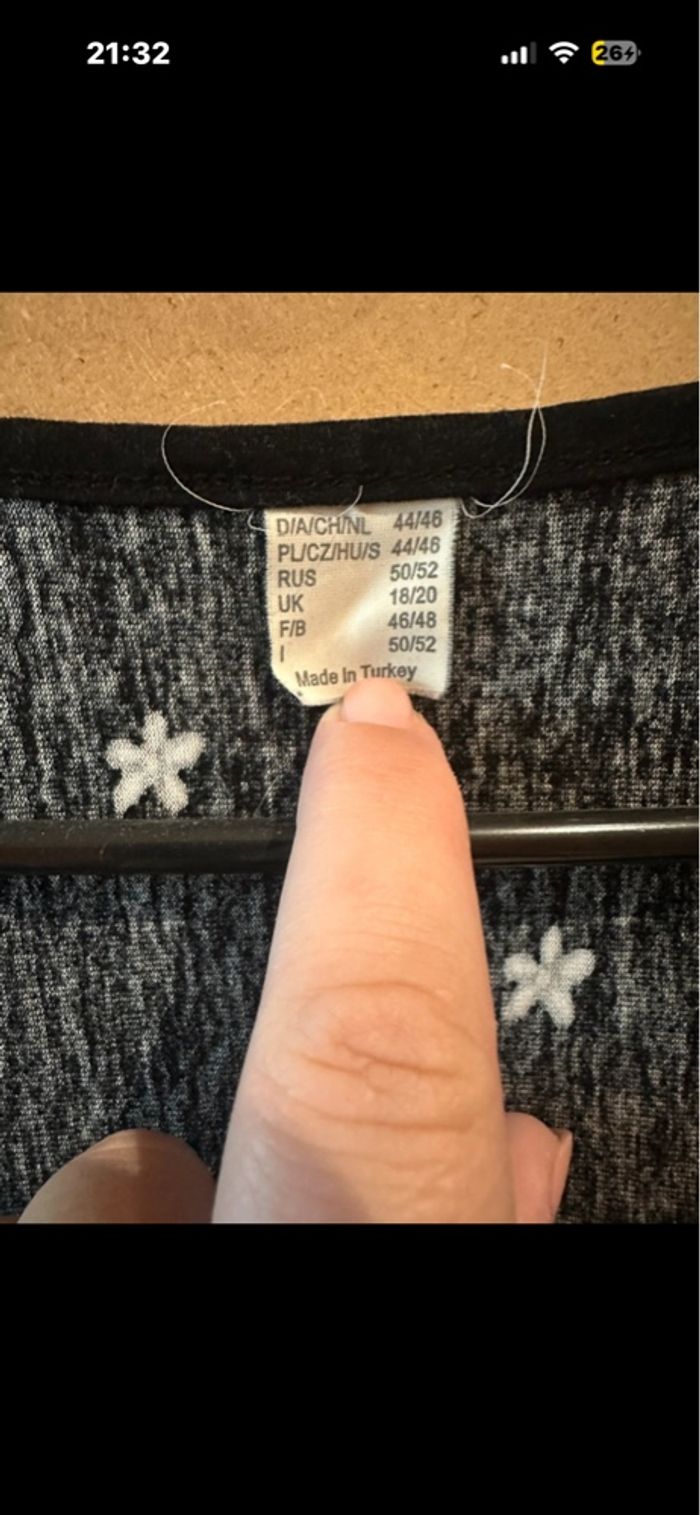 21:32
26
D/A/CH/NL 44/46
PL/CZ/HU/S 44/46
RUS 50/52
UK 18/20
F/B 46/48
I 50/52
Made In Turkey